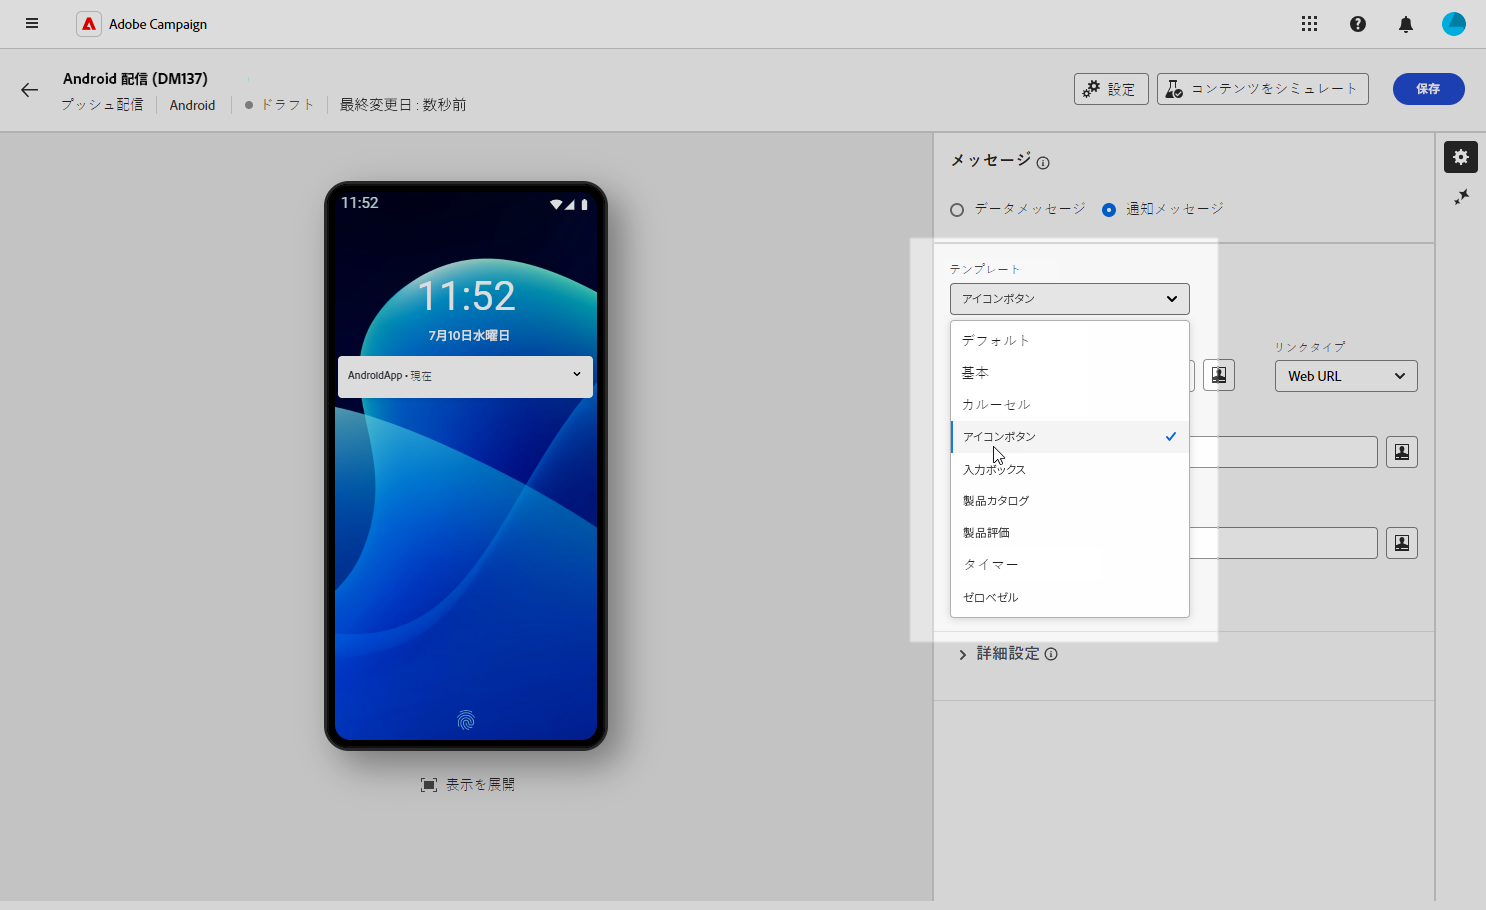 Adobe Campaign
Android 配信 (DM137)
プッシュ配信 Android ドラフト 最終変更日 : 数秒前
設定 コンテンツをシミュレート 保存
11:52
11:52
7月10日水曜日
AndroidApp • 現在
表示を展開
メッセージ
データメッセージ 通知メッセージ
テンプレート
アイコンボタン
デフォルト
基本
カルーセル
アイコンボタン
入力ボックス
製品カタログ
製品評価
タイマー
ゼロベゼル
リンクタイプ
Web URL
詳細設定